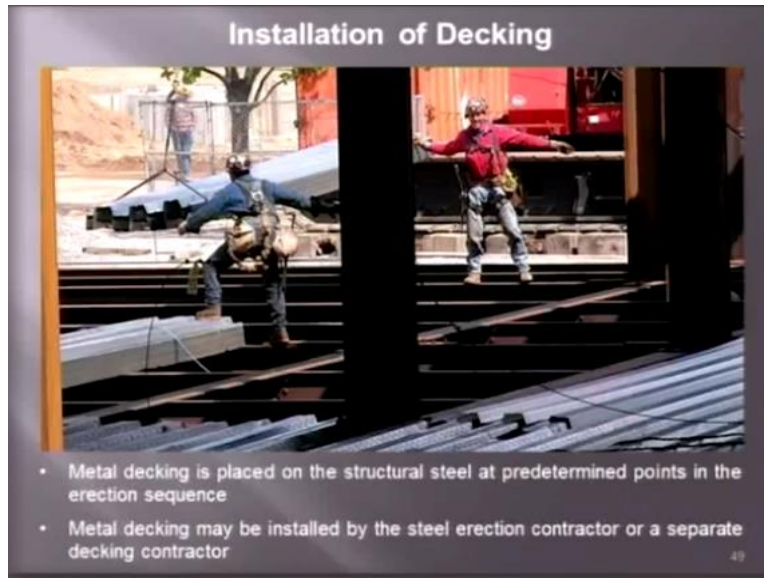 Installation of Decking
• Metal decking is placed on the structural steel at predetermined points in the
erection sequence
• Metal decking may be installed by the steel erection contractor or a separate
decking contractor
49